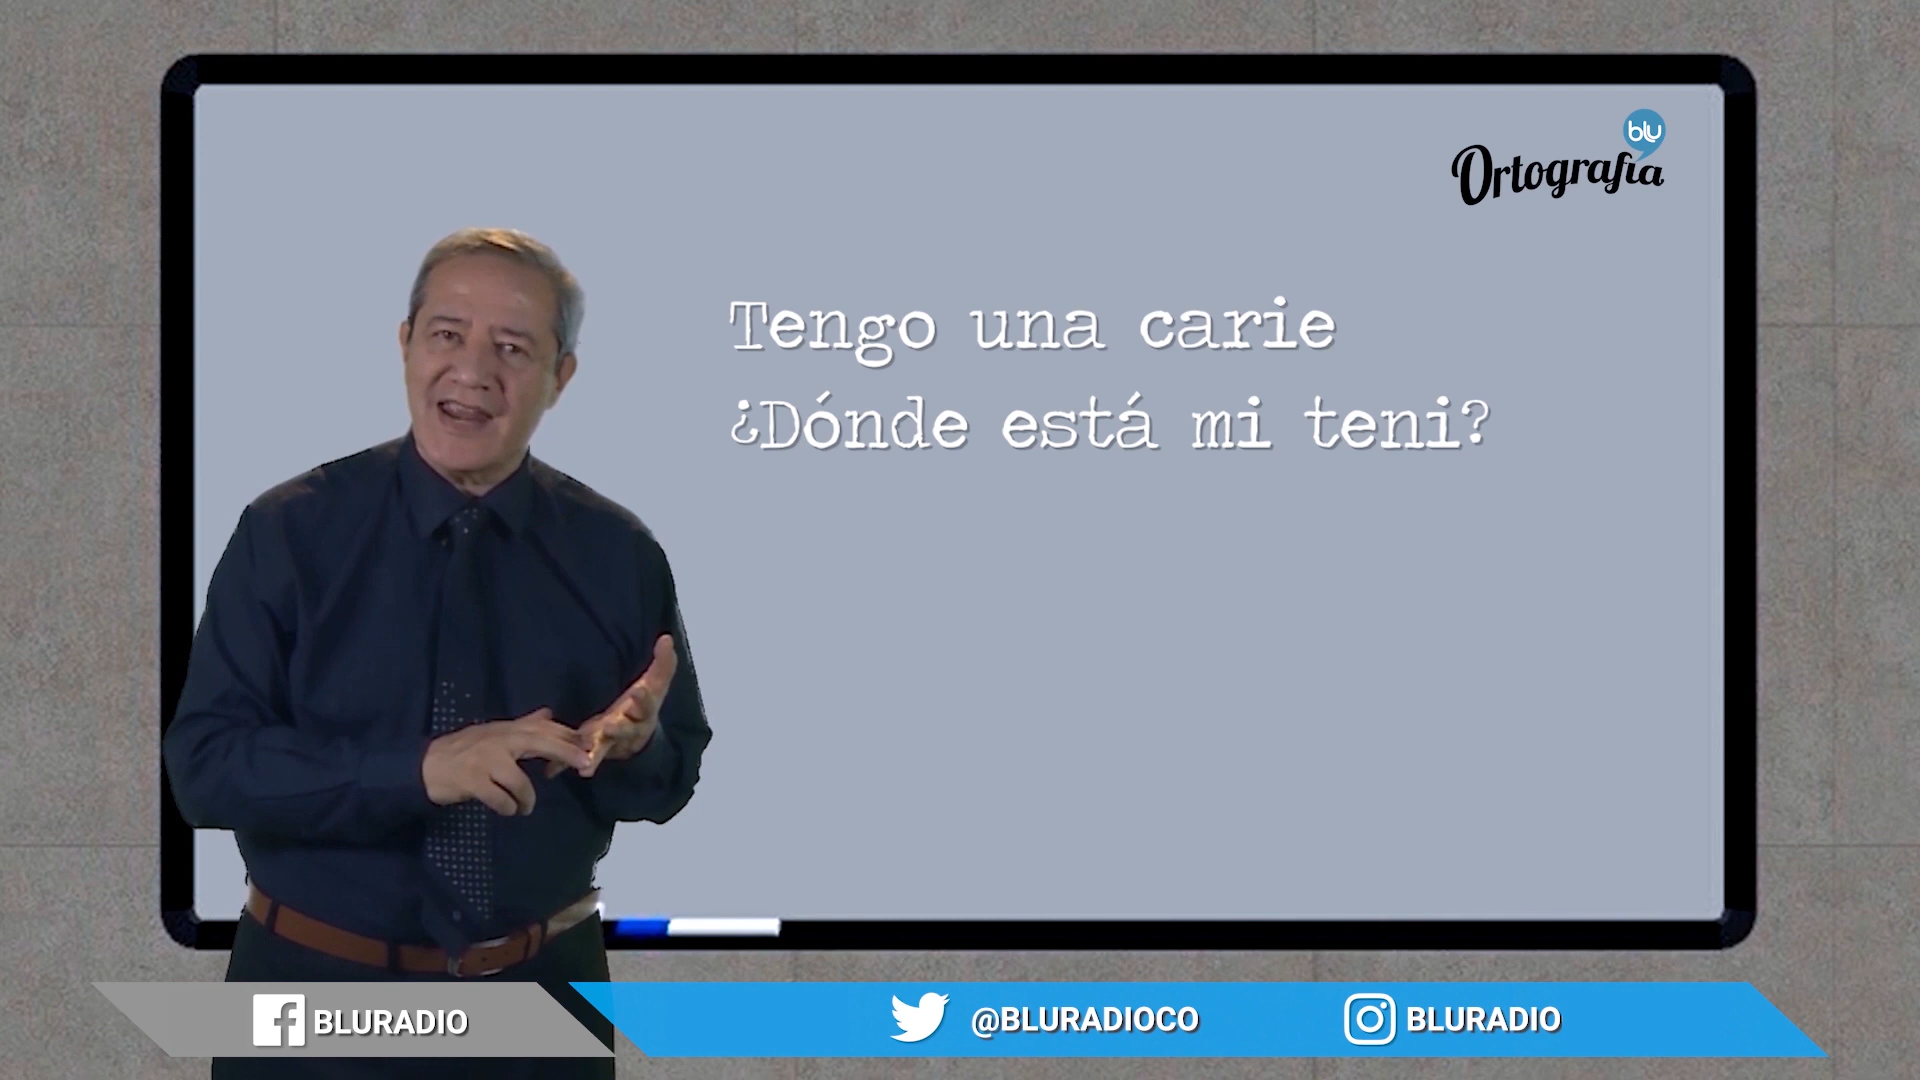 blu
Ortografía
Tengo una carie
¿Dónde está mi teni?
BLURADIO
@BLURADIOCO
BLURADIO